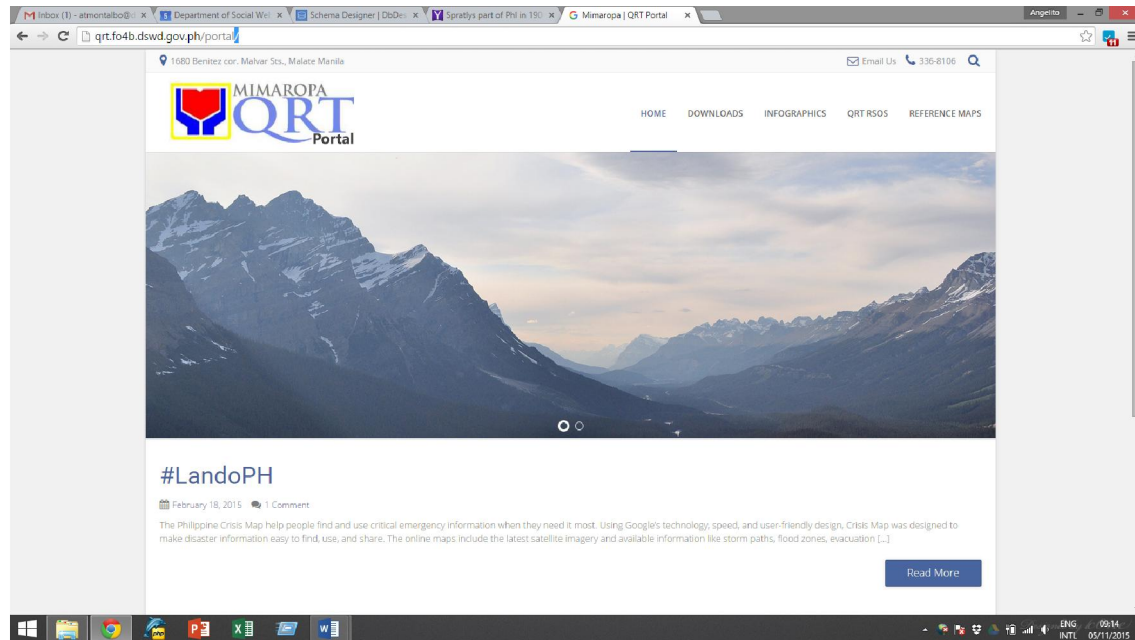 Inbox (1) - atmontalbo@d
Department of Social Wel
Schema Designer | DbDes
Spratlys part of Phl in 190
Mimaropa | QRT Portal
Angelito
qrt.fo4b.dswd.gov.ph/portal/
1680 Benitez cor. Malvar Sts., Malate Manila
Email Us
336-8106
MIMAROPA
QRT
Portal
HOME
DOWNLOADS
INFOGRAPHICS
QRT RSOS
REFERENCE MAPS
#LandoPH
February 18, 2015
1 Comment
The Philippine Crisis Map help people find and use critical emergency information when they need it most. Using Google's technology, speed, and user-friendly design, Crisis Map was designed to
make disaster information easy to find, use, and share. The online maps include the latest satellite imagery and available information like storm paths, flood zones, evacuation [...]
Read More
ENG
INTL
09:14
05/11/2015